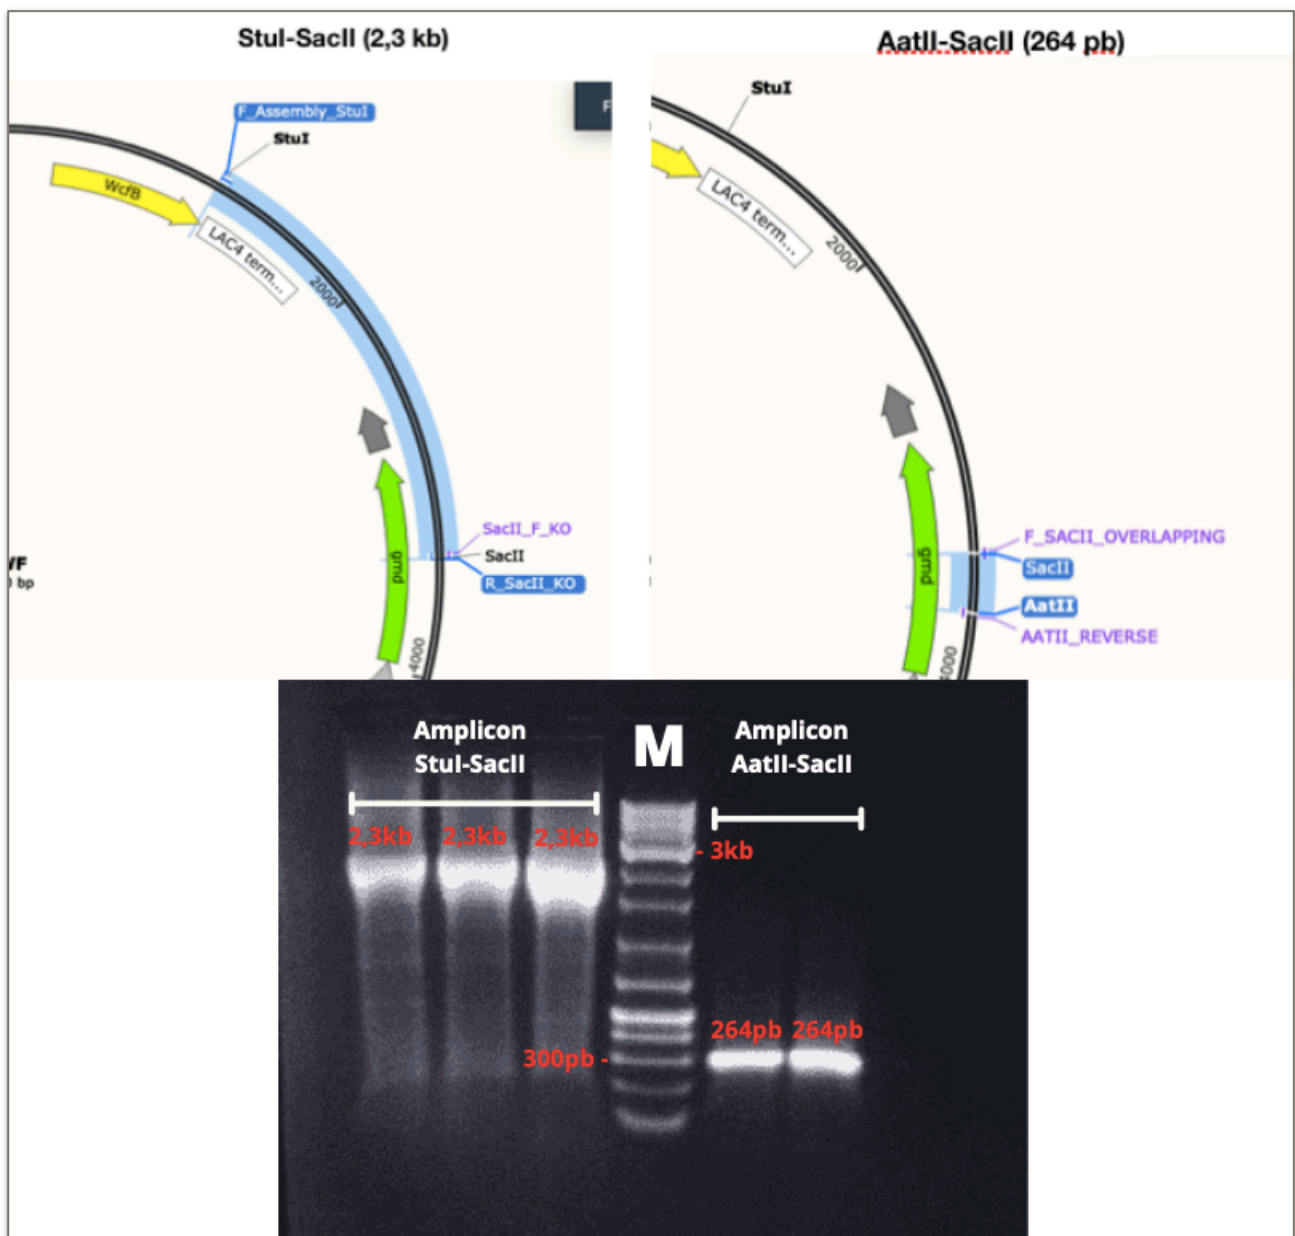 StuI-SacII (2,3 kb)
F_Assembly_StuI
StuI
WcfB
LAC4 term...
2000
gmd
SacII_F_KO
SacII
R_SacII_KO
4000
bp
F
AatII-SacII (264 pb)
StuI
LAC4 term...
2000
gmd
F_SACII_OVERLAPPING
SacII
AatII
AATII_REVERSE
Amplicon
StuI-SacII
M
Amplicon
AatII-SacII
2,3kb 2,3kb 2,3kb
- 3kb
264pb 264pb
300pb -